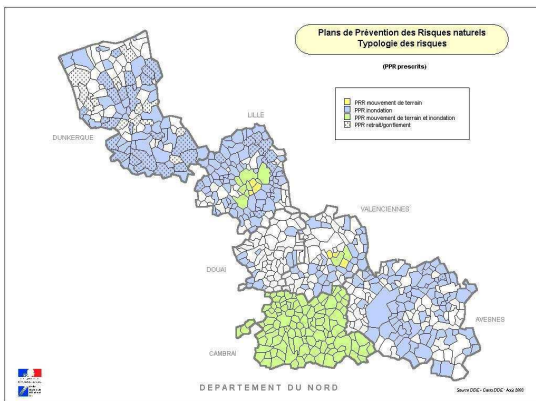 Plans de Prévention des Risques naturels
Typologie des risques
(PPR prescrits)
PRR mouvement de terrain
PPR inondation
PPR mouvement de terrain et inondation
PPR retrait/gonflement
LILLE
DUNKERQUE
VALENCIENNES
DOUAI
AVESNES
CAMBRAI
DEPARTEMENT DU NORD